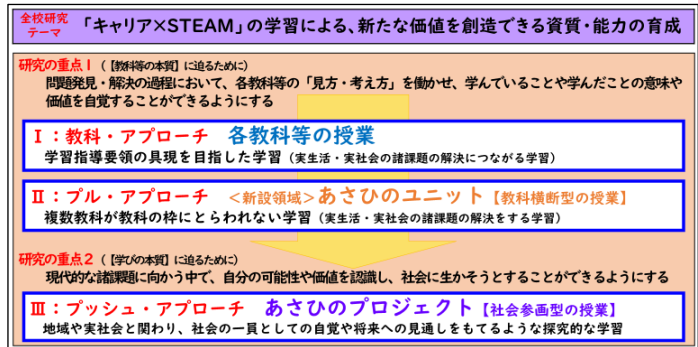 全校研究
テーマ
「キャリア×STEAM」の学習による、新たな価値を創造できる資質・能力の育成
研究の重点1（【教科等の本質】に迫るために）
問題発見・解決の過程において、各教科等の「見方・考え方」を働かせ、学んでいることや学んだことの意味や
価値を自覚することができるようにする
Ⅰ：教科・アプローチ　各教科等の授業
学習指導要領の具現を目指した学習（実生活・実社会の諸課題の解決につながる学習）
Ⅱ：プル・アプローチ　<新設領域>あさひのユニット【教科横断型の授業】
複数教科が教科の枠にとらわれない学習（実生活・実社会の諸課題の解決をする学習）
研究の重点2（【学びの本質】に迫るために）
現代的な諸課題に向かう中で、自分の可能性や価値を認識し、社会に生かそうとすることができるようにする
Ⅲ：プッシュ・アプローチ　あさひのプロジェクト【社会参画型の授業】
地域や実社会と関わり、社会の一員としての自覚や将来への見通しをもてるような探究的な学習